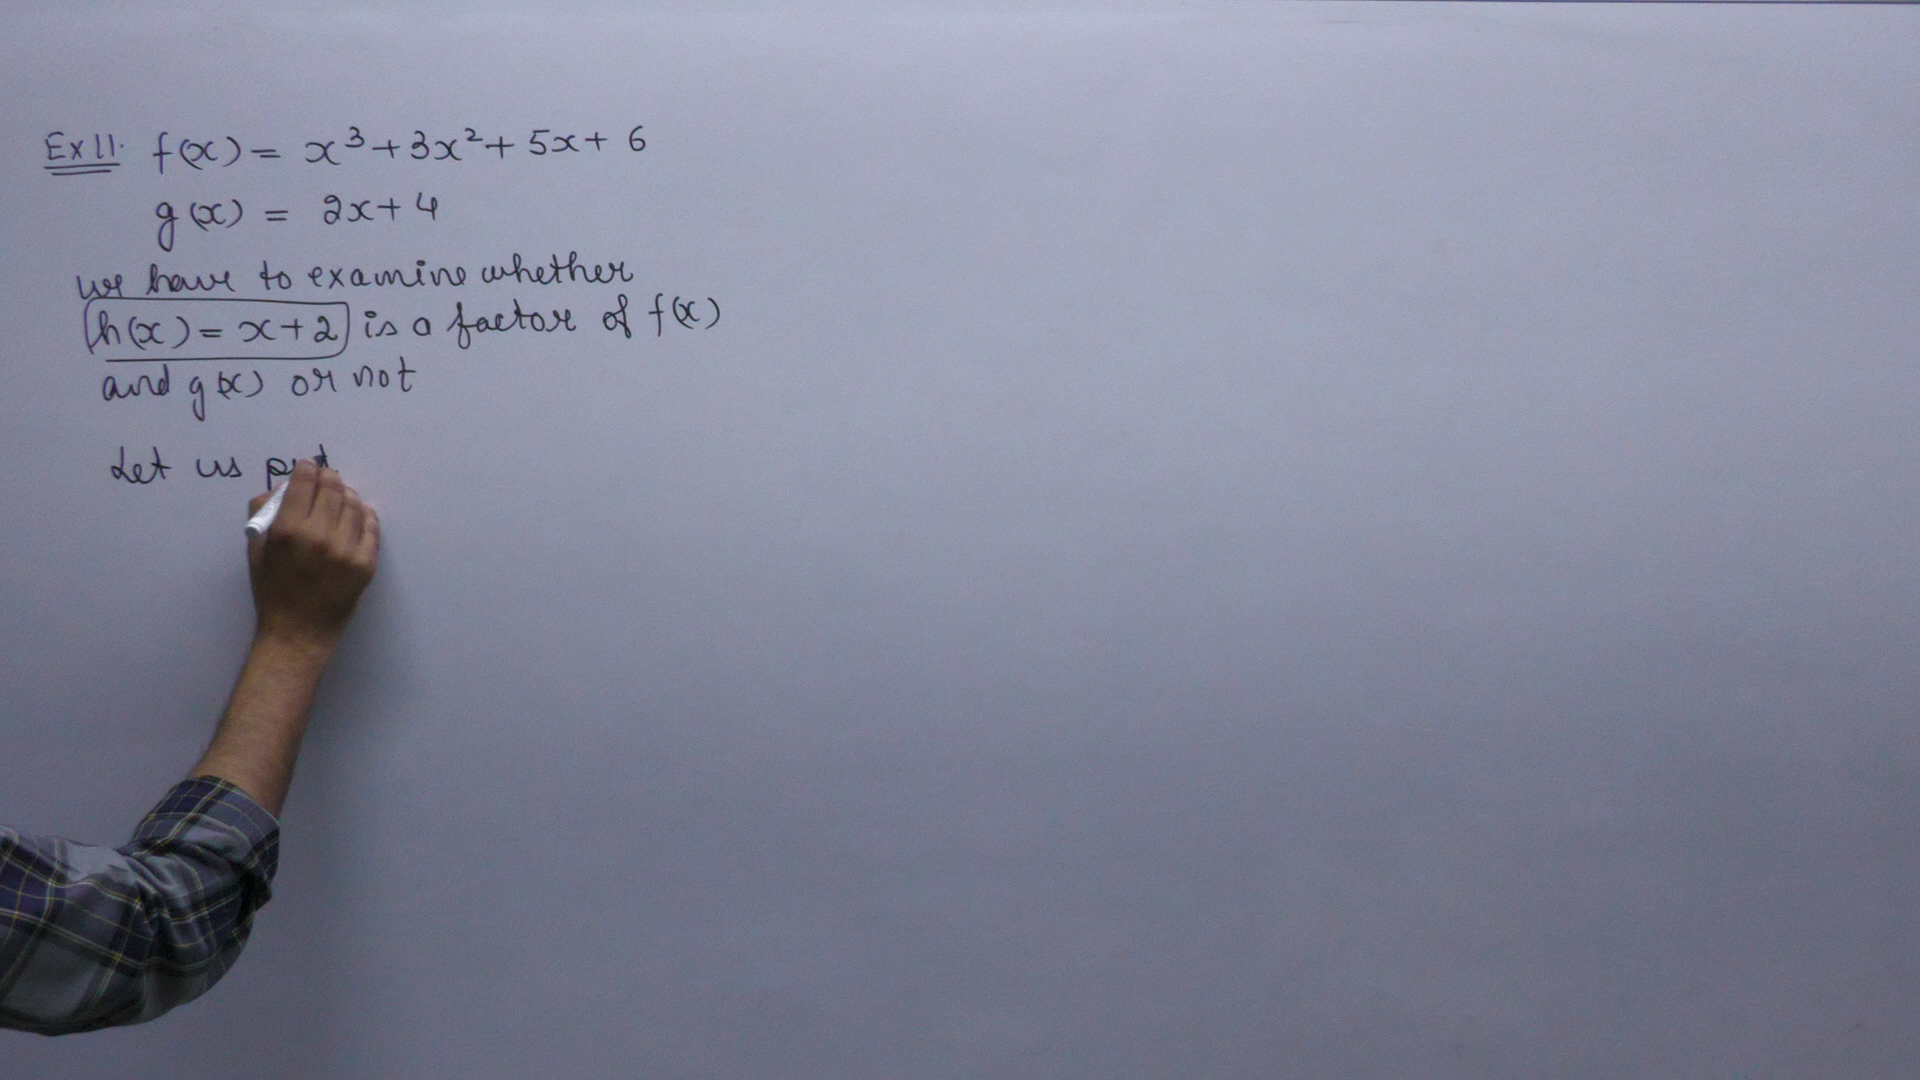 Ex 11. f(x) = x³ + 3x² + 5x + 6
g(x) = 2x + 4
we have to examine whether
h(x) = x + 2 is a factor of f(x)
and g(x) or not
Let us put